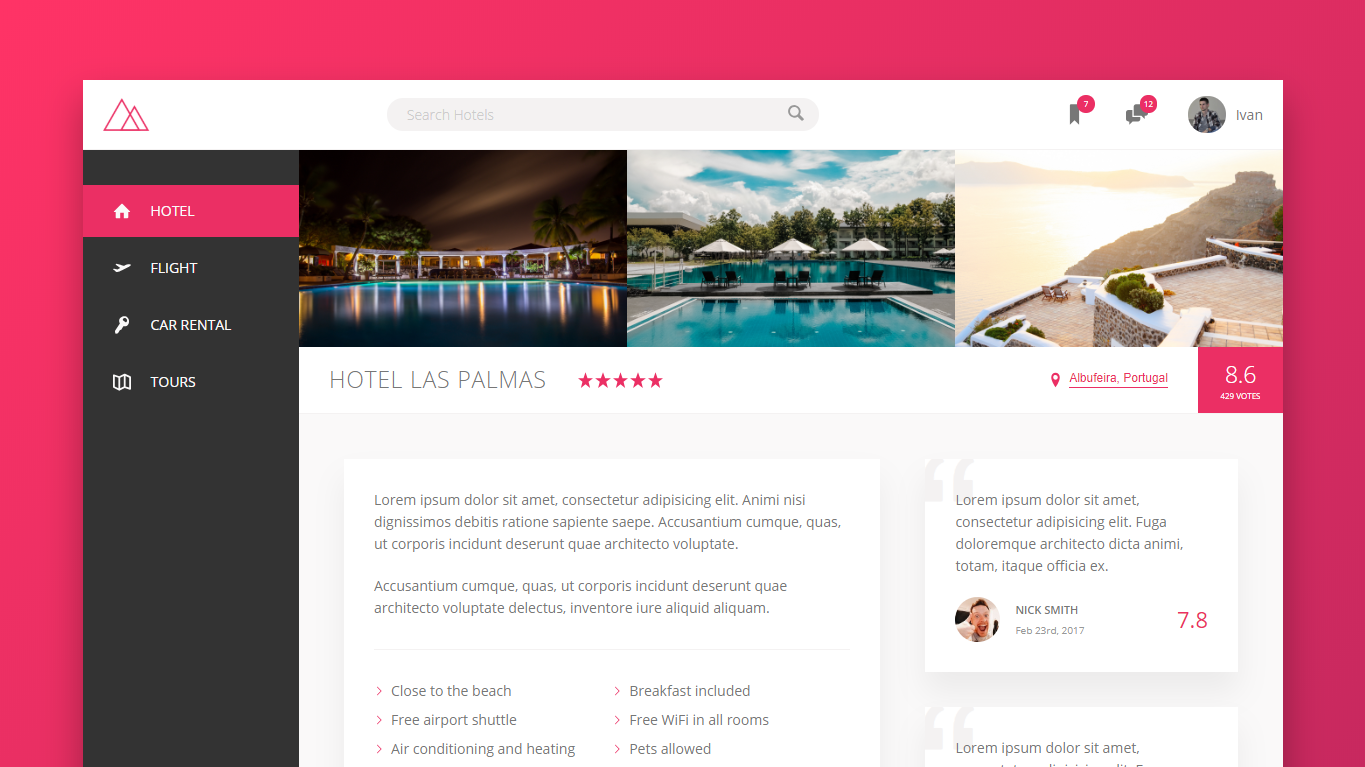 Search Hotels
7
12
Ivan
HOTEL
FLIGHT
CAR RENTAL
TOURS
HOTEL LAS PALMAS
Albufeira, Portugal
8.6
429 VOTES
Lorem ipsum dolor sit amet, consectetur adipisicing elit. Animi nisi
dignissimos debitis ratione sapiente saepe. Accusantium cumque, quas,
ut corporis incidunt deserunt quae architecto voluptate.
Accusantium cumque, quas, ut corporis incidunt deserunt quae
architecto voluptate delectus, inventore iure aliquid aliquam.
Close to the beach
Free airport shuttle
Air conditioning and heating
Breakfast included
Free WiFi in all rooms
Pets allowed
“
Lorem ipsum dolor sit amet,
consectetur adipisicing elit. Fuga
doloremque architecto dicta animi,
totam, itaque officia ex.
NICK SMITH
Feb 23rd, 2017
7.8
“
Lorem ipsum dolor sit amet,